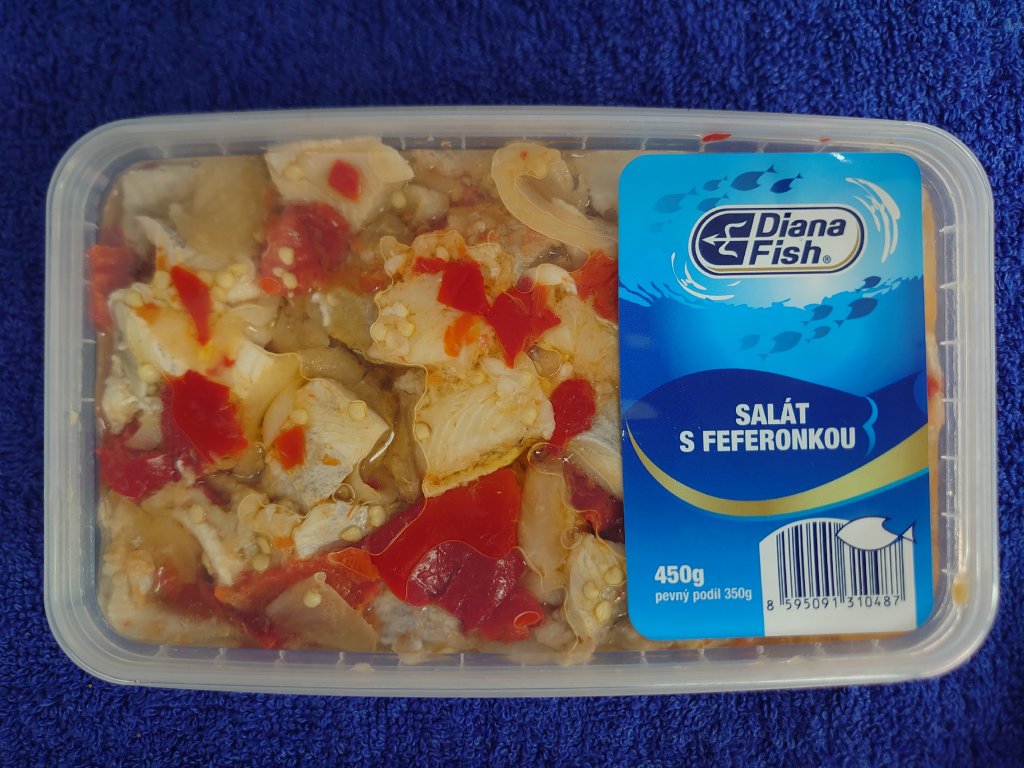 Diana
Fish®
SALÁT
S FEFERONKOU
450g
pevný podíl 350g
8 595091 310487